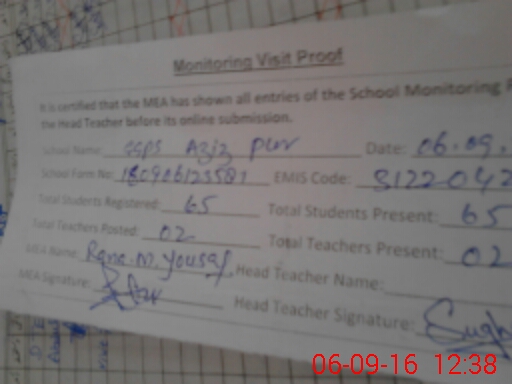 Monitoring Visit Proof
It is certified that the MEA has shown all entries of the School Monitoring
the Head Teacher before its online submission.
School Name: GGPS Aziz pur Date: 06.09.
School Form No: EMIS Code: 3122042
Total Students Registered: 65 Total Students Present: 65
Total Teachers Posted: 02 Total Teachers Present: 02
MEA Name: Rana.M.Yousaf Head Teacher Name:
MEA Signature: Head Teacher Signature:
06-09-16 12:38